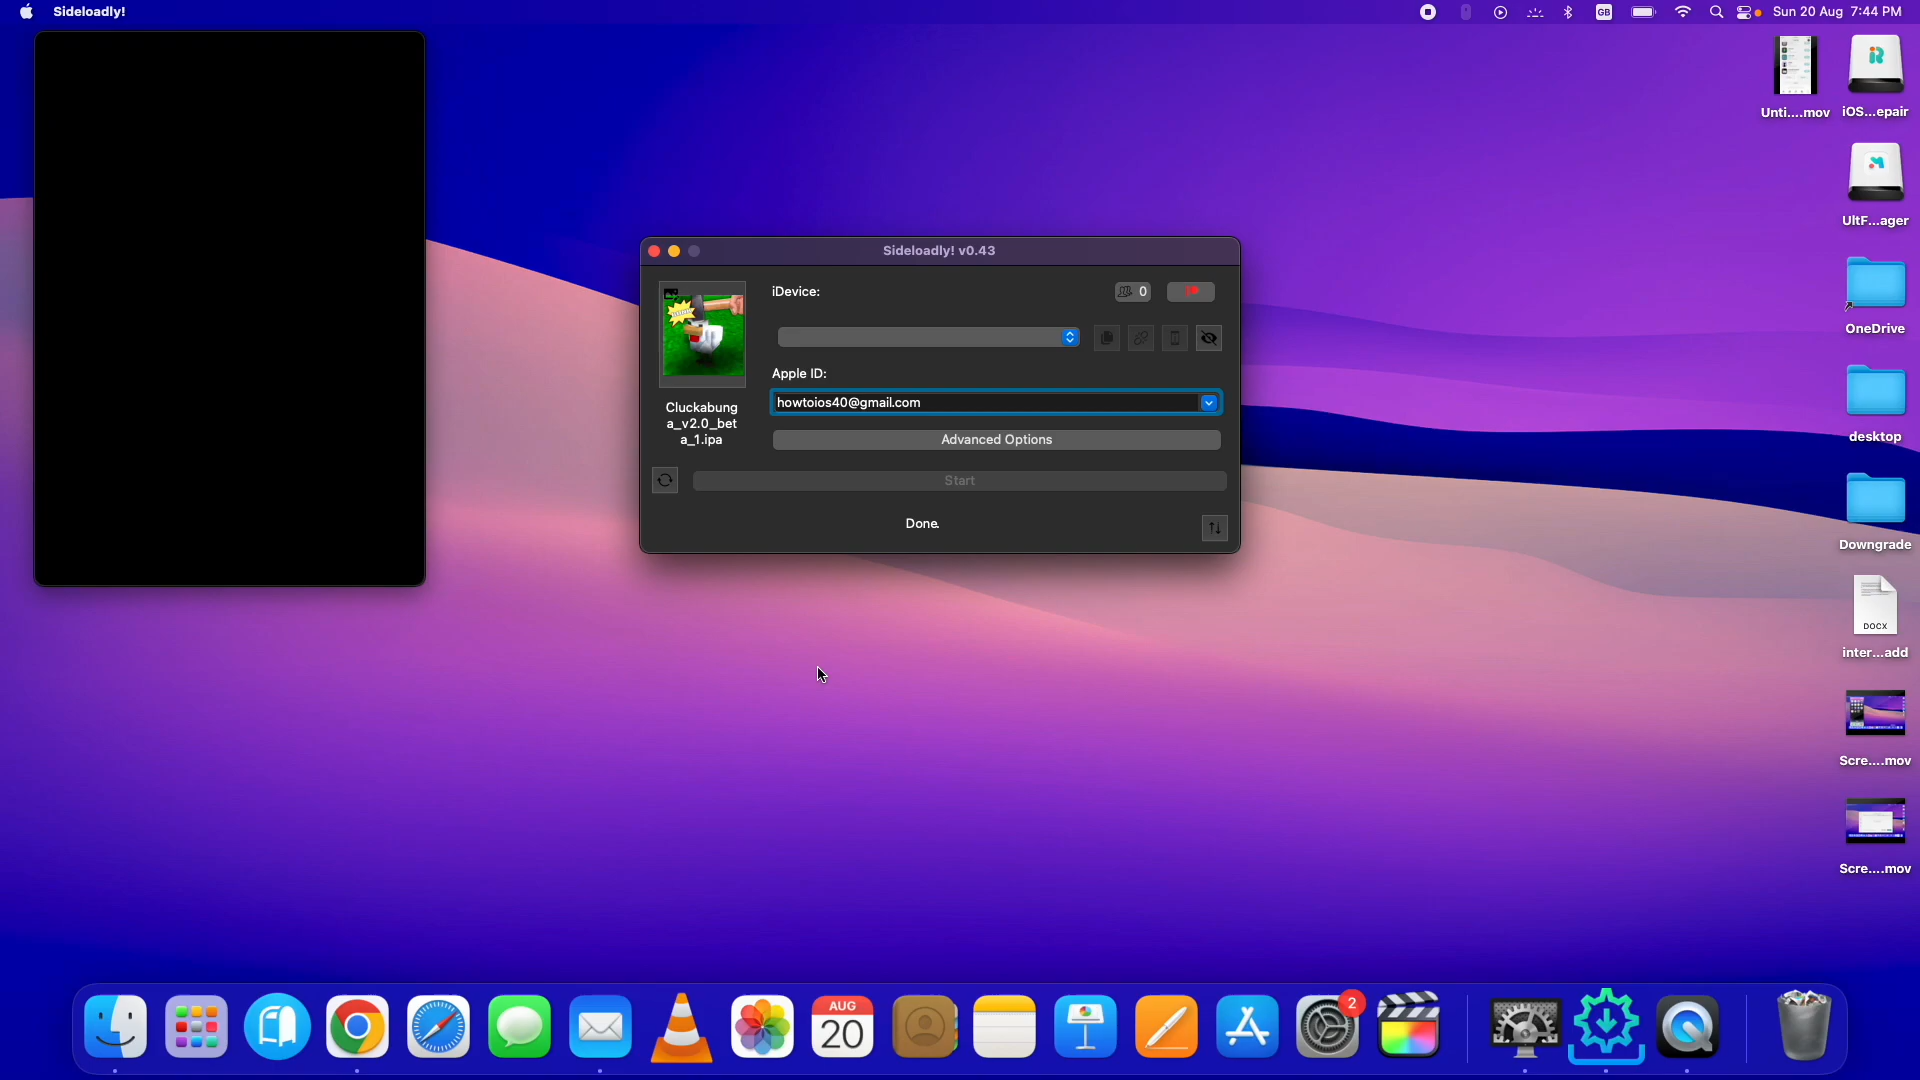 Sideloadly!
GB
Sun 20 Aug 7:44 PM
Unti....mov
iOS...epair
UltF...ager
OneDrive
desktop
Downgrade
DOCX
inter...add
Scre....mov
Scre....mov
Sideloadly! v0.43
iDevice:
0
Apple ID:
howtoios40@gmail.com
Cluckabung
a_v2.0_bet
a_1.ipa
Advanced Options
Start
Done.
AUG
20
2